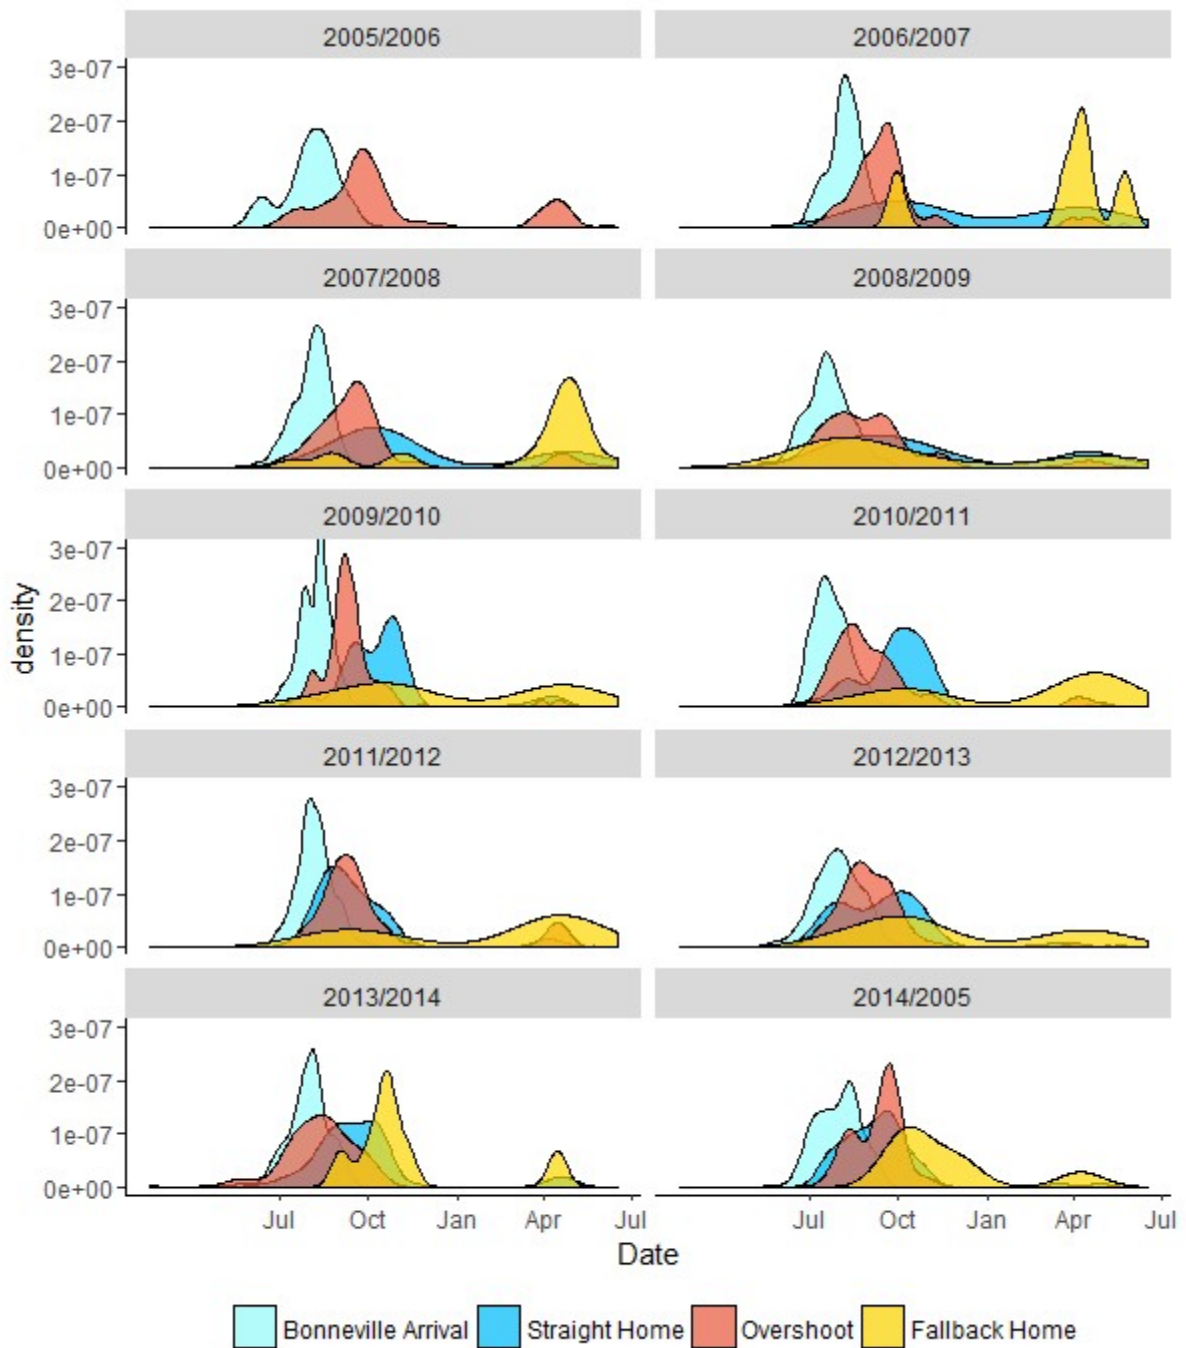 2005/2006 2006/2007
3e-07
2e-07
1e-07
0e+00
2007/2008 2008/2009
3e-07
2e-07
1e-07
0e+00
2009/2010 2010/2011
3e-07
2e-07
1e-07
0e+00
density
2011/2012 2012/2013
3e-07
2e-07
1e-07
0e+00
2013/2014 2014/2005
3e-07
2e-07
1e-07
0e+00
Jul Oct Jan Apr Jul Jul Oct Jan Apr Jul
Date
Bonneville Arrival Straight Home Overshoot Fallback Home